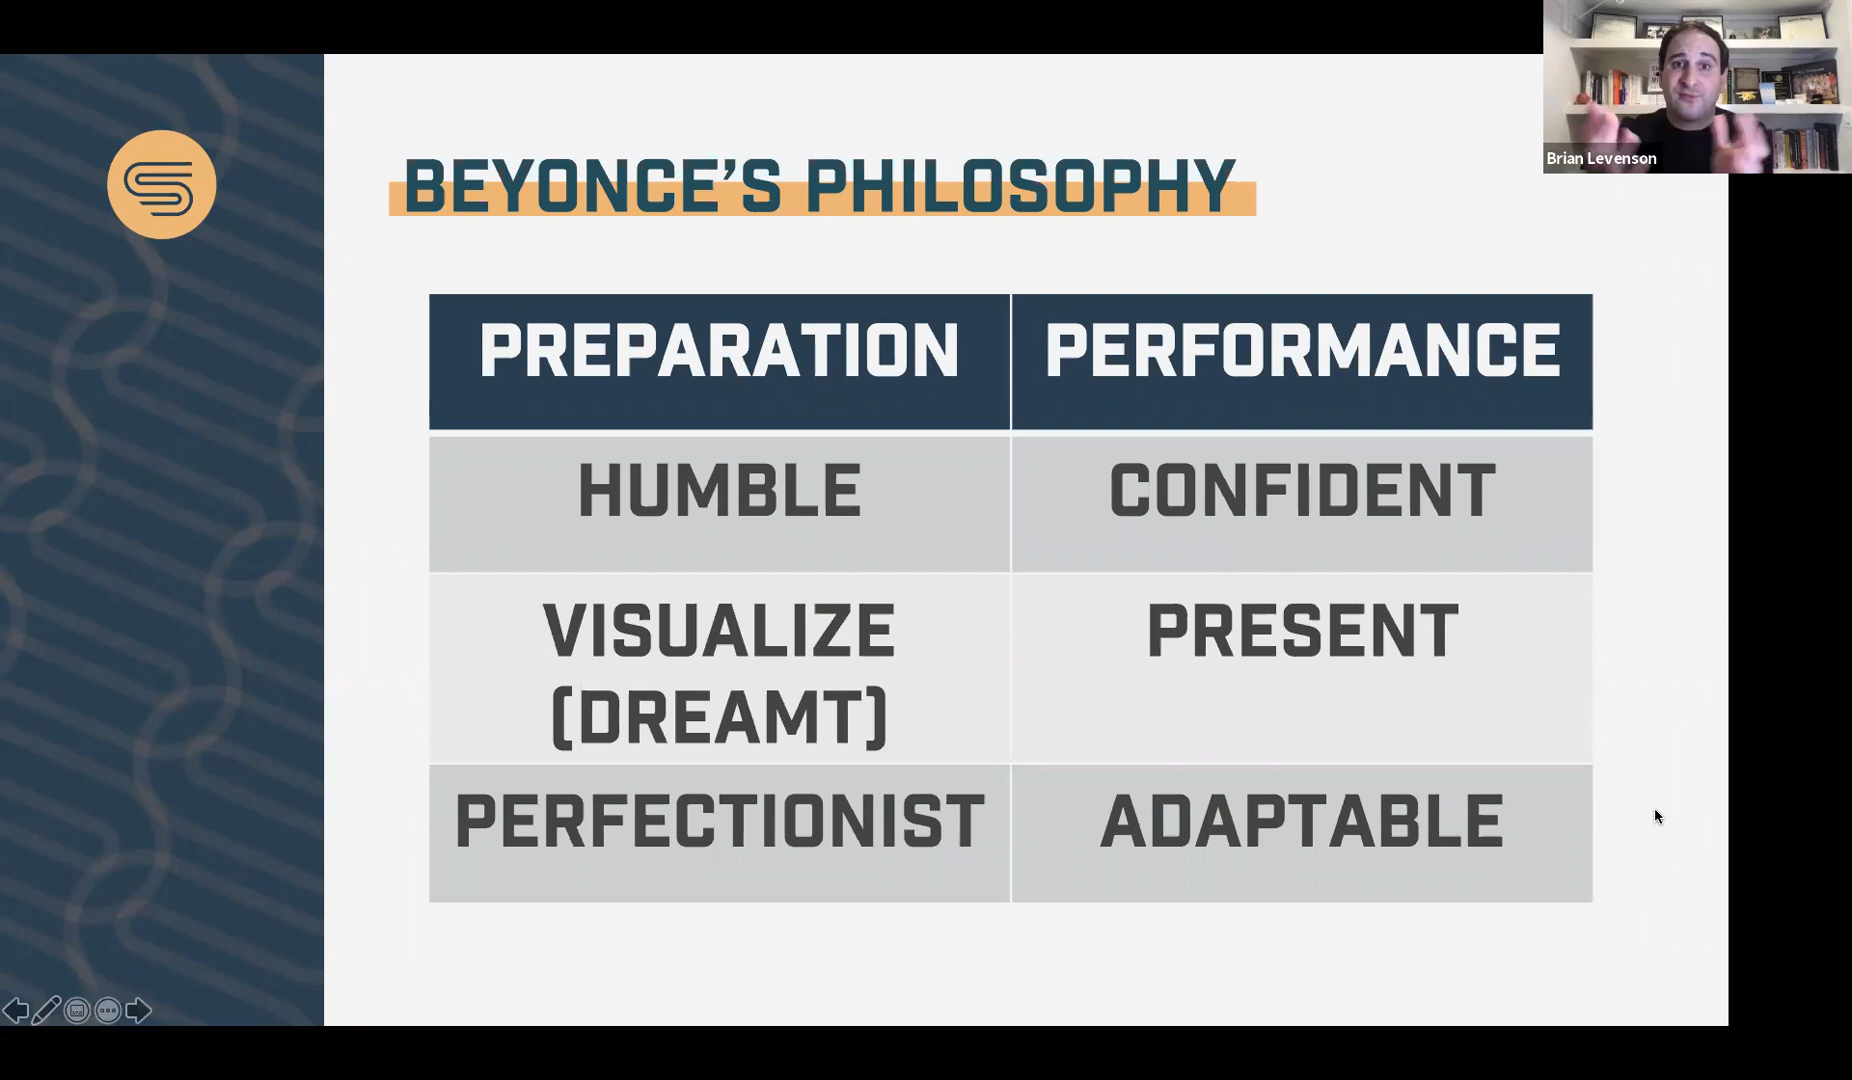 Brian Levenson
BEYONCE'S PHILOSOPHY
PREPARATION PERFORMANCE
HUMBLE CONFIDENT
VISUALIZE PRESENT
(DREAMT)
PERFECTIONIST ADAPTABLE